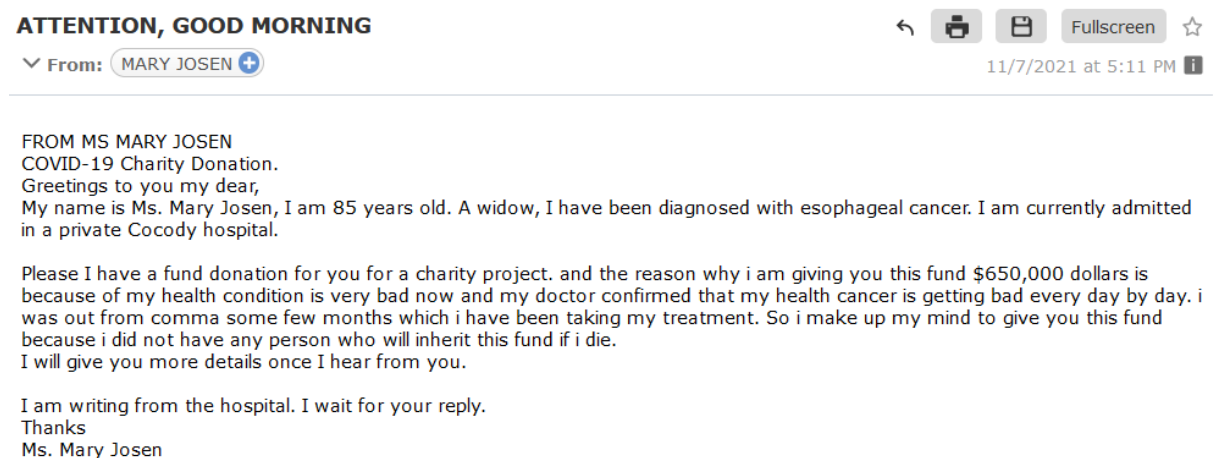 ATTENTION, GOOD MORNING
Fullscreen
From: MARY JOSEN
11/7/2021 at 5:11 PM
FROM MS MARY JOSEN
COVID-19 Charity Donation.
Greetings to you my dear,
My name is Ms. Mary Josen, I am 85 years old. A widow, I have been diagnosed with esophageal cancer. I am currently admitted
in a private Cocody hospital.
Please I have a fund donation for you for a charity project. and the reason why i am giving you this fund $650,000 dollars is
because of my health condition is very bad now and my doctor confirmed that my health cancer is getting bad every day by day. i
was out from comma some few months which i have been taking my treatment. So i make up my mind to give you this fund
because i did not have any person who will inherit this fund if i die.
I will give you more details once I hear from you.
I am writing from the hospital. I wait for your reply.
Thanks
Ms. Mary Josen